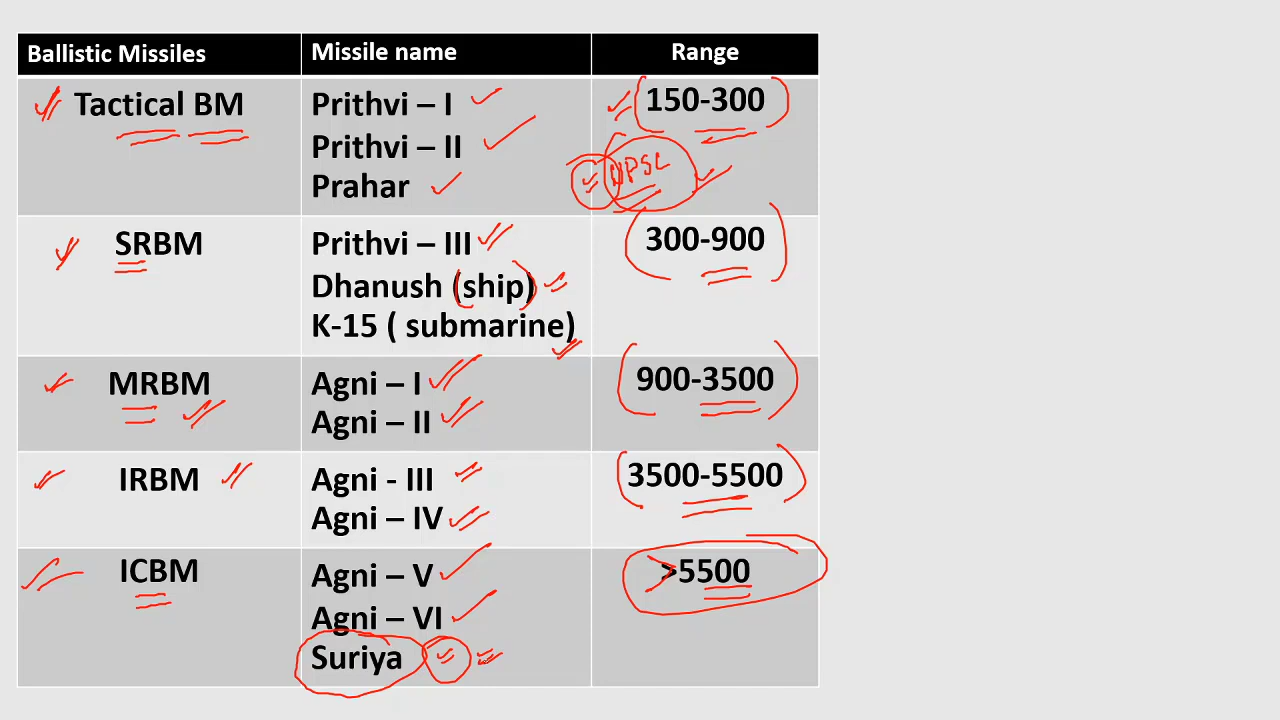 Ballistic Missiles Missile name Range
Tactical BM Prithvi – I 150-300
Prithvi – II
UPSC
Prahar
SRBM Prithvi – III 300-900
Dhanush (ship)
K-15 ( submarine)
MRBM Agni – I 900-3500
Agni – II
IRBM Agni - III 3500-5500
Agni – IV
ICBM Agni – V >5500
Agni – VI
Suriya